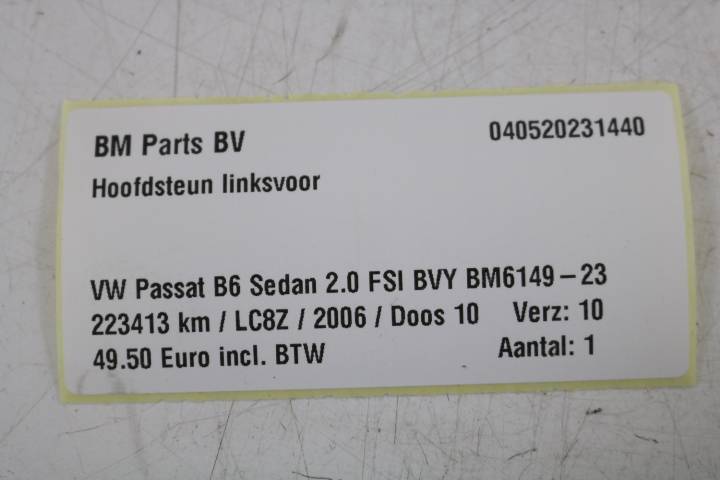 BM Parts BV 040520231440
Hoofdsteun linksvoor
VW Passat B6 Sedan 2.0 FSI BVY BM6149-23
223413 km / LC8Z / 2006 / Doos 10 Verz: 10
49.50 Euro incl. BTW Aantal: 1